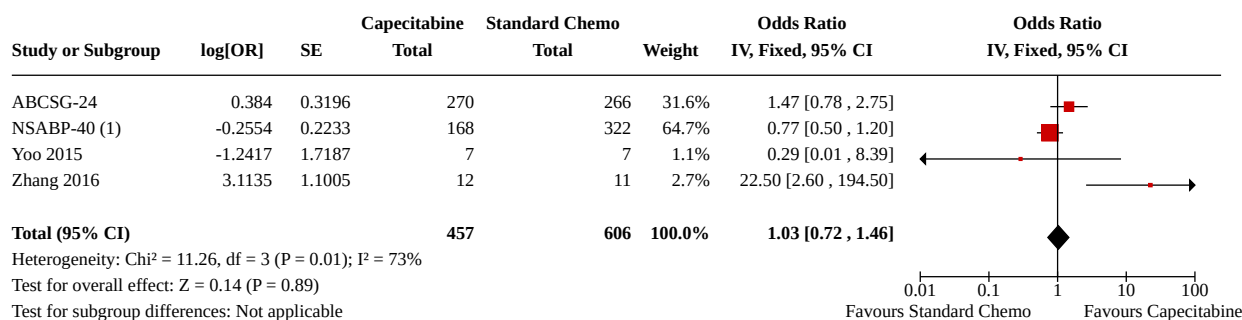 Capecitabine Standard Chemo Odds Ratio Odds Ratio
Study or Subgroup log[OR] SE Total Total Weight IV, Fixed, 95% CI IV, Fixed, 95% CI
ABCSG-24 0.384 0.3196 270 266 31.6% 1.47 [0.78 , 2.75]
NSABP-40 (1) -0.2554 0.2233 168 322 64.7% 0.77 [0.50 , 1.20]
Yoo 2015 -1.2417 1.7187 7 7 1.1% 0.29 [0.01 , 8.39]
Zhang 2016 3.1135 1.1005 12 11 2.7% 22.50 [2.60 , 194.50]
Total (95% CI) 457 606 100.0% 1.03 [0.72 , 1.46]
Heterogeneity: Chi² = 11.26, df = 3 (P = 0.01); I² = 73%
Test for overall effect: Z = 0.14 (P = 0.89)
0.01 0.1 1 10 100
Test for subgroup differences: Not applicable Favours Standard Chemo Favours Capecitabine